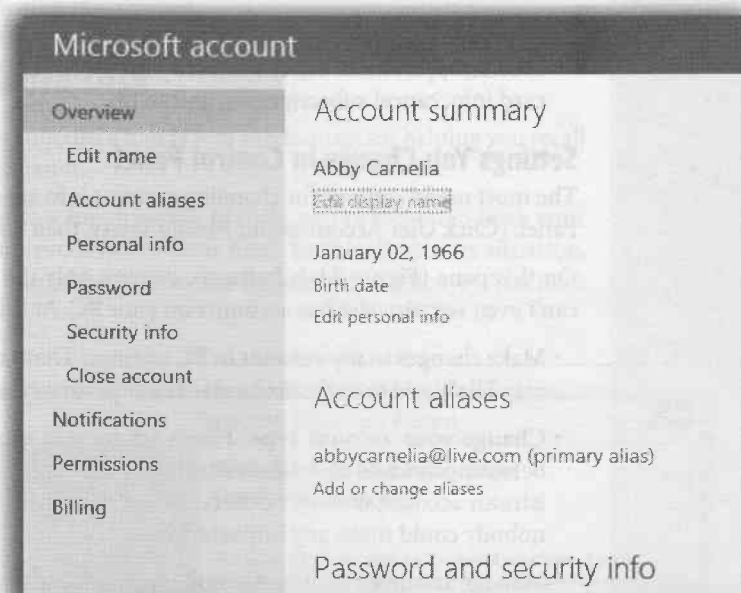 Microsoft account
Overview
Edit name
Account aliases
Personal info
Password
Security info
Close account
Notifications
Permissions
Billing
Account summary
Abby Carnelia
Edit display name
January 02, 1966
Birth date
Edit personal info
Account aliases
abbycarnelia@live.com (primary alias)
Add or change aliases
Password and security info